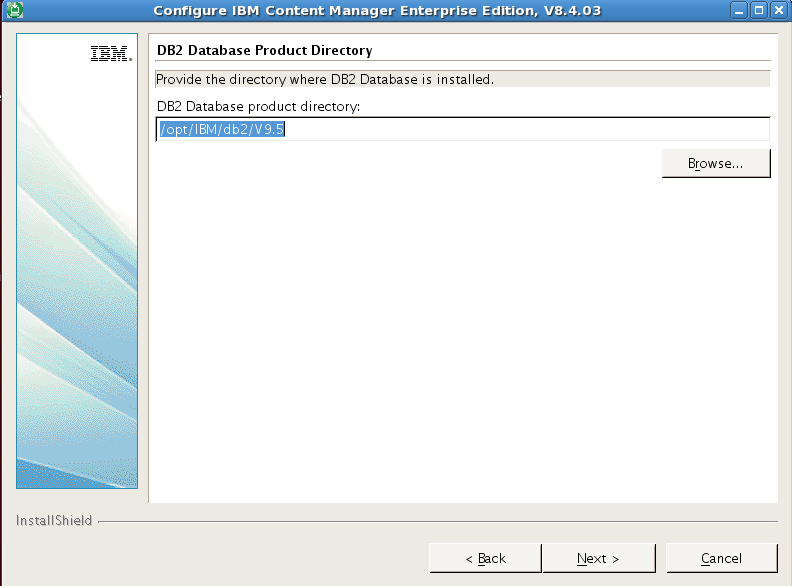 Configure IBM Content Manager Enterprise Edition, V8.4.03
IBM.
DB2 Database Product Directory
Provide the directory where DB2 Database is installed.
DB2 Database product directory:
/opt/IBM/db2/V9.5
Browse...
InstallShield
< Back
Next >
Cancel